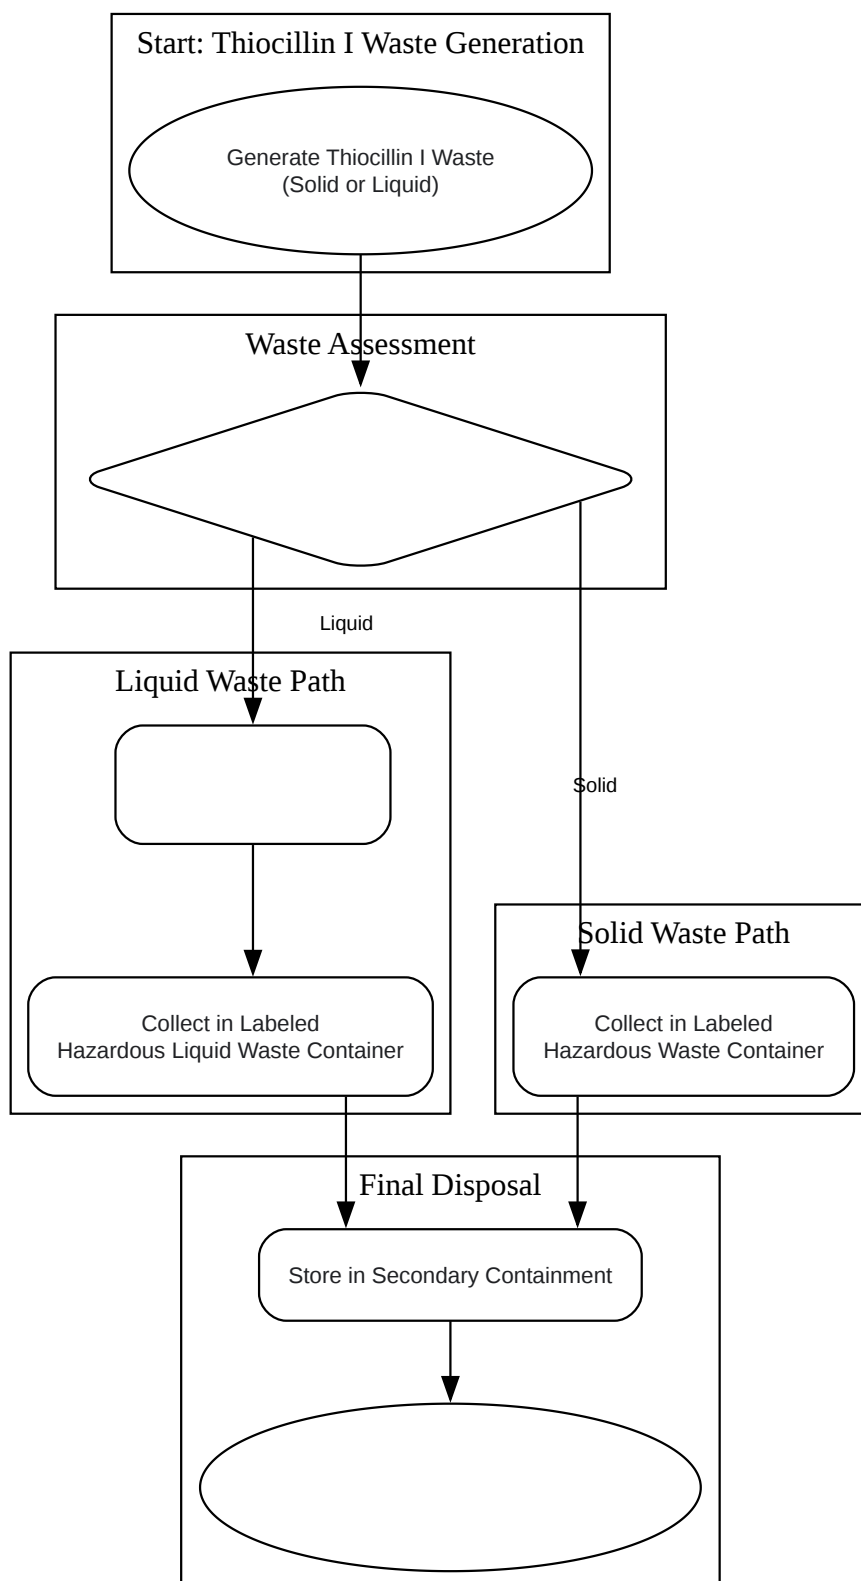 Start: Thiocillin I Waste Generation
Generate Thiocillin I Waste
(Solid or Liquid)
Waste Assessment
Liquid
Liquid Waste Path
Solid
Solid Waste Path
Collect in Labeled
Hazardous Liquid Waste Container
Collect in Labeled
Hazardous Waste Container
Final Disposal
Store in Secondary Containment